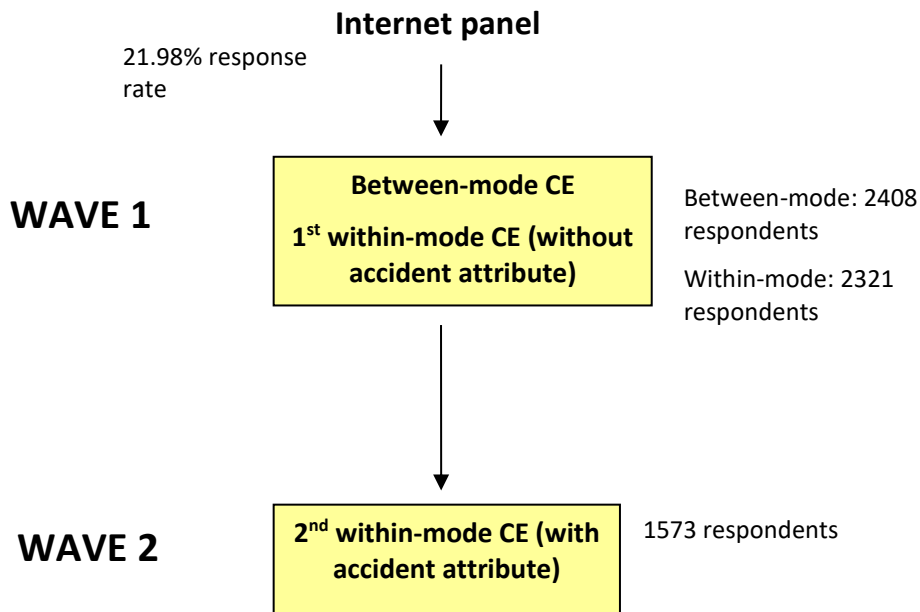 Internet panel
21.98% response
rate
WAVE 1
Between-mode CE
1st within-mode CE (without
accident attribute)
Between-mode: 2408
respondents
Within-mode: 2321
respondents
WAVE 2
2nd within-mode CE (with
accident attribute)
1573 respondents